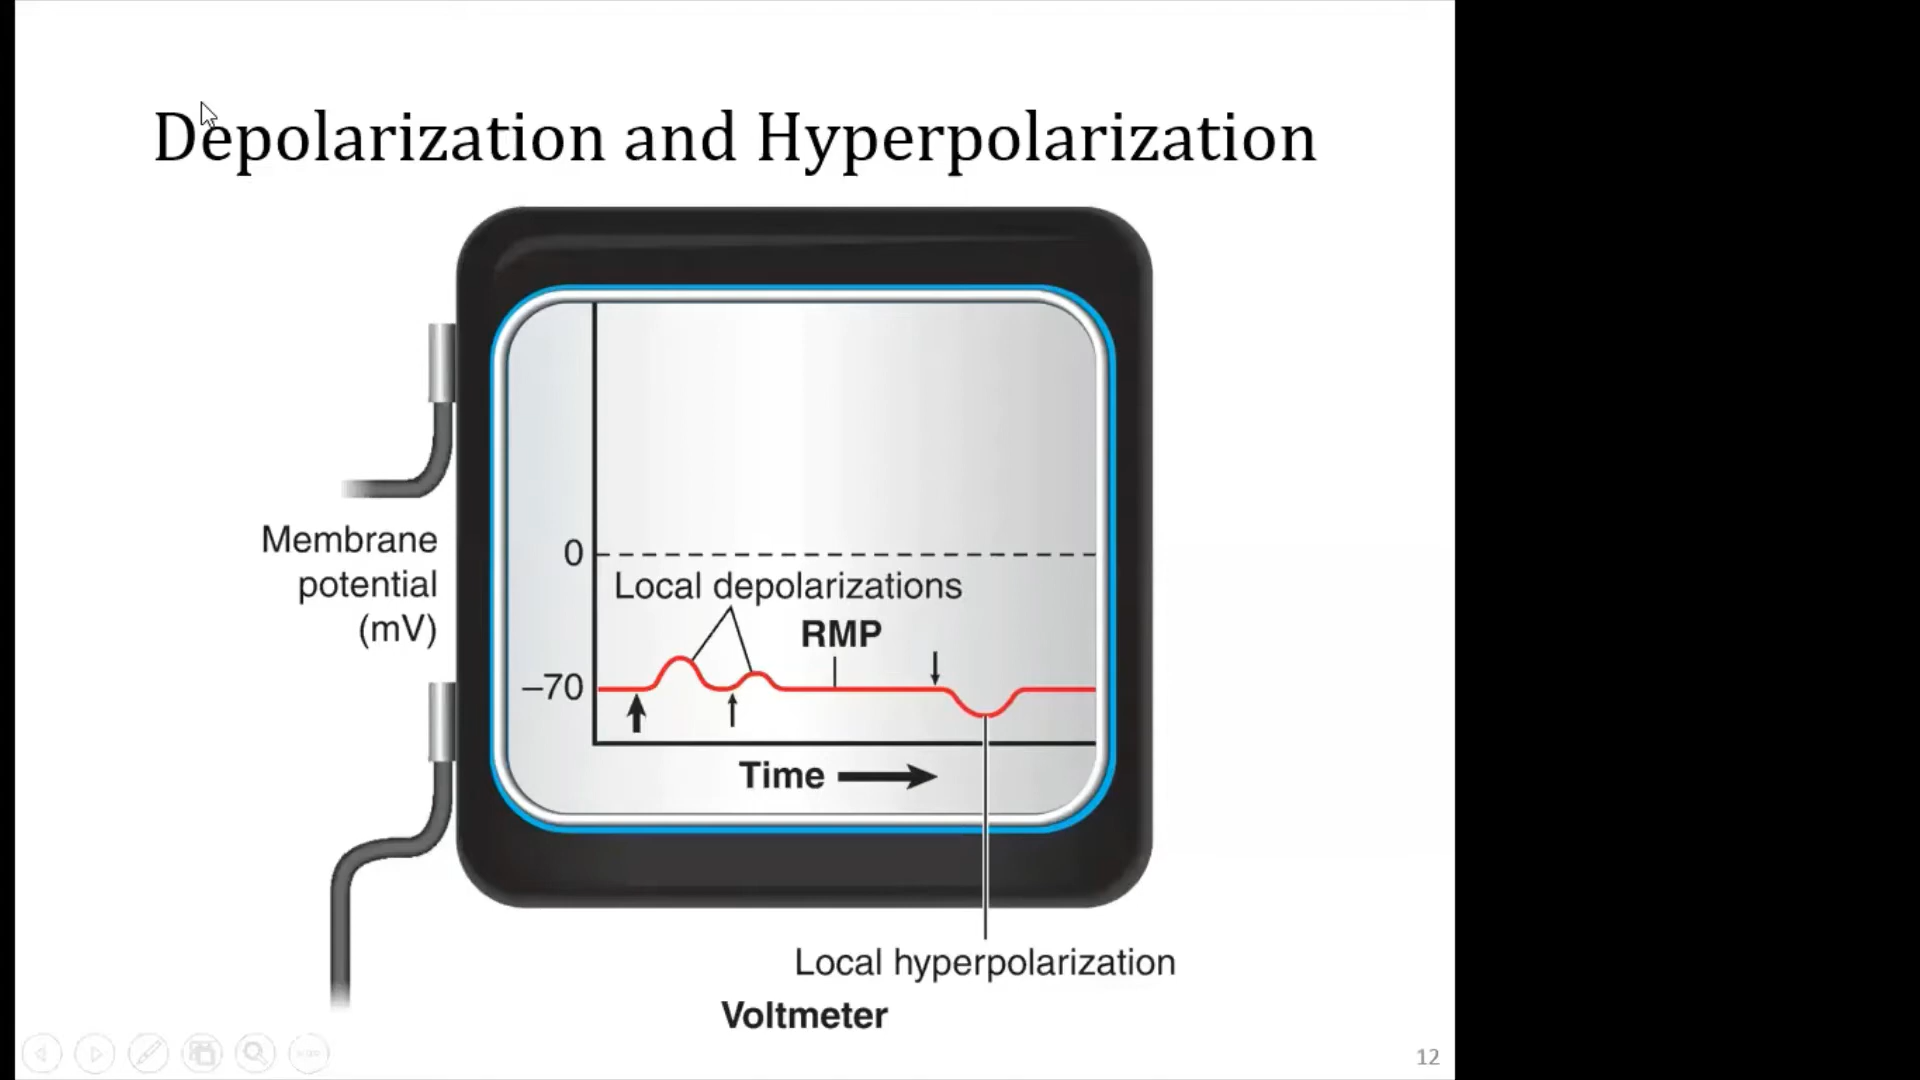 Depolarization and Hyperpolarization
Membrane
potential
(mV)
0
Local depolarizations
RMP
–70
Time
Local hyperpolarization
Voltmeter
12